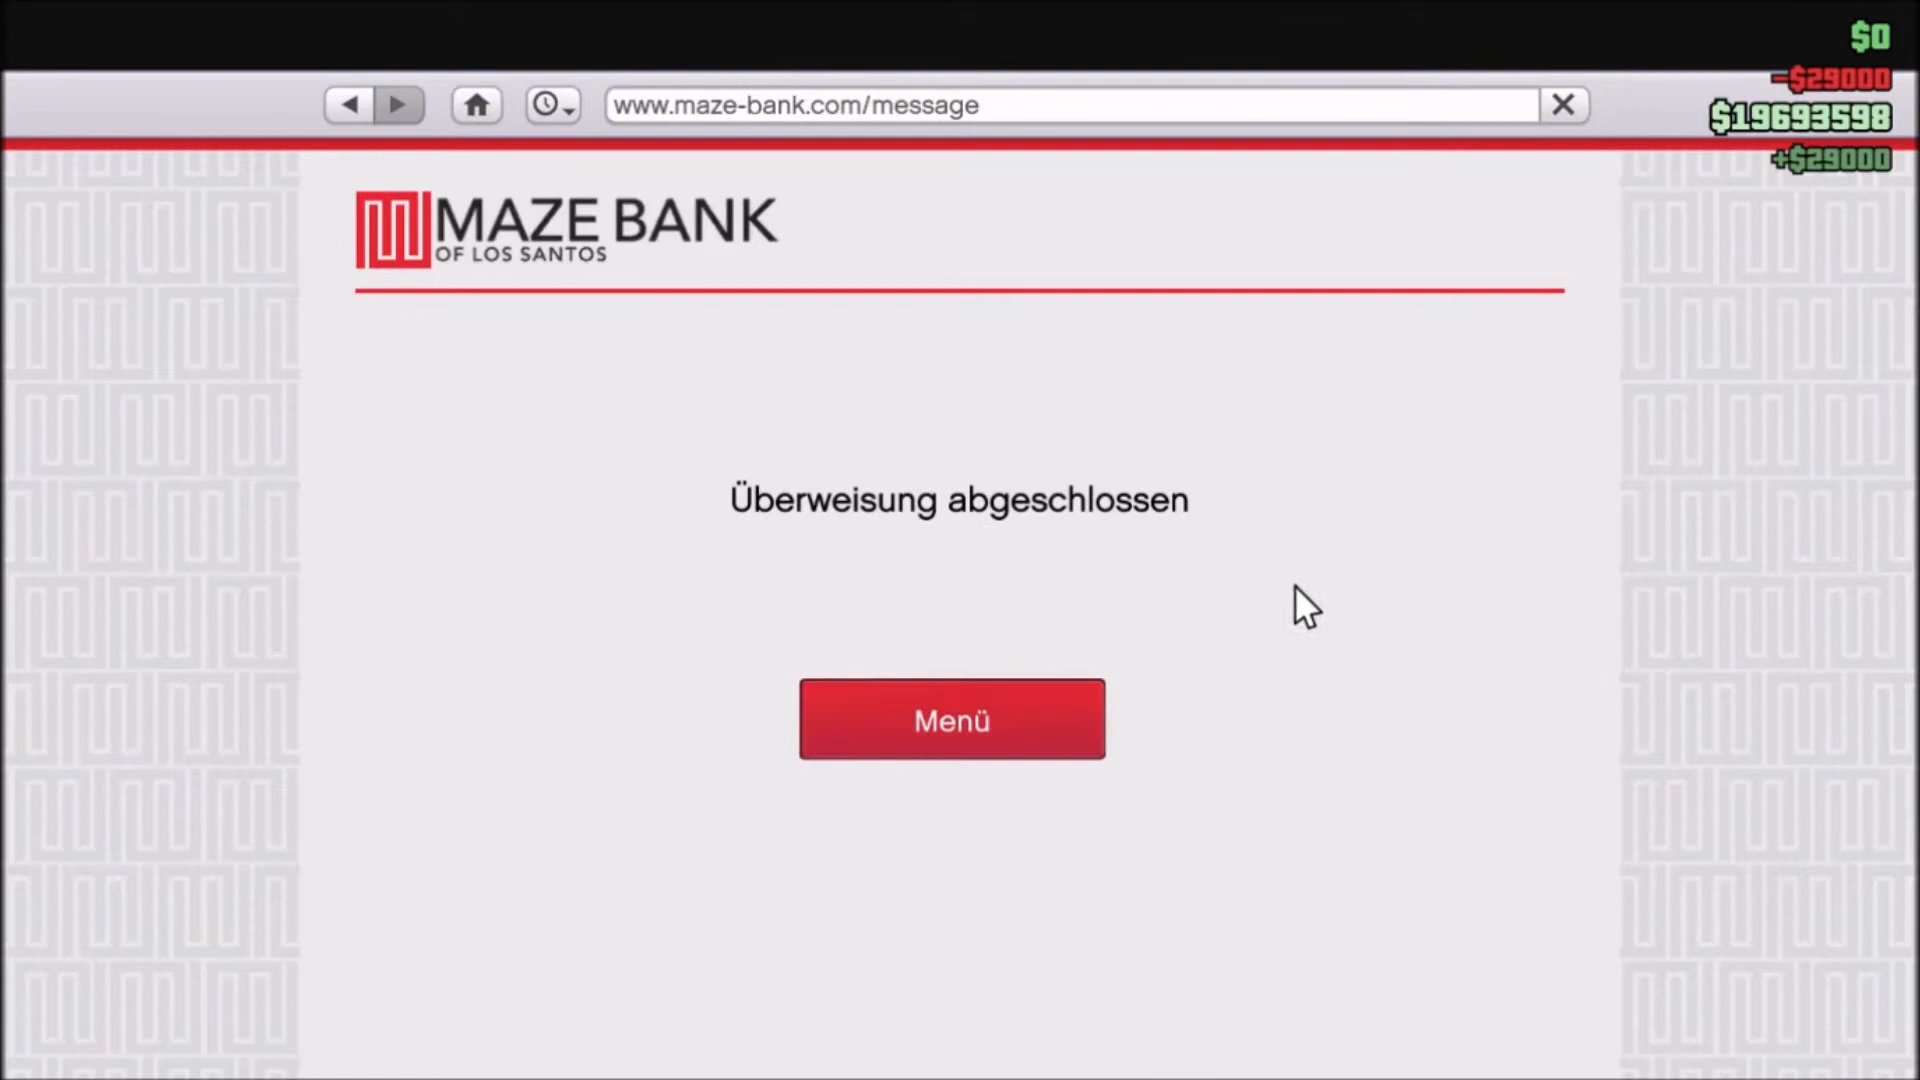 $0
-$29000
www.maze-bank.com/message
$19693598
+$29000
MAZE BANK
OF LOS SANTOS
Überweisung abgeschlossen
Menü